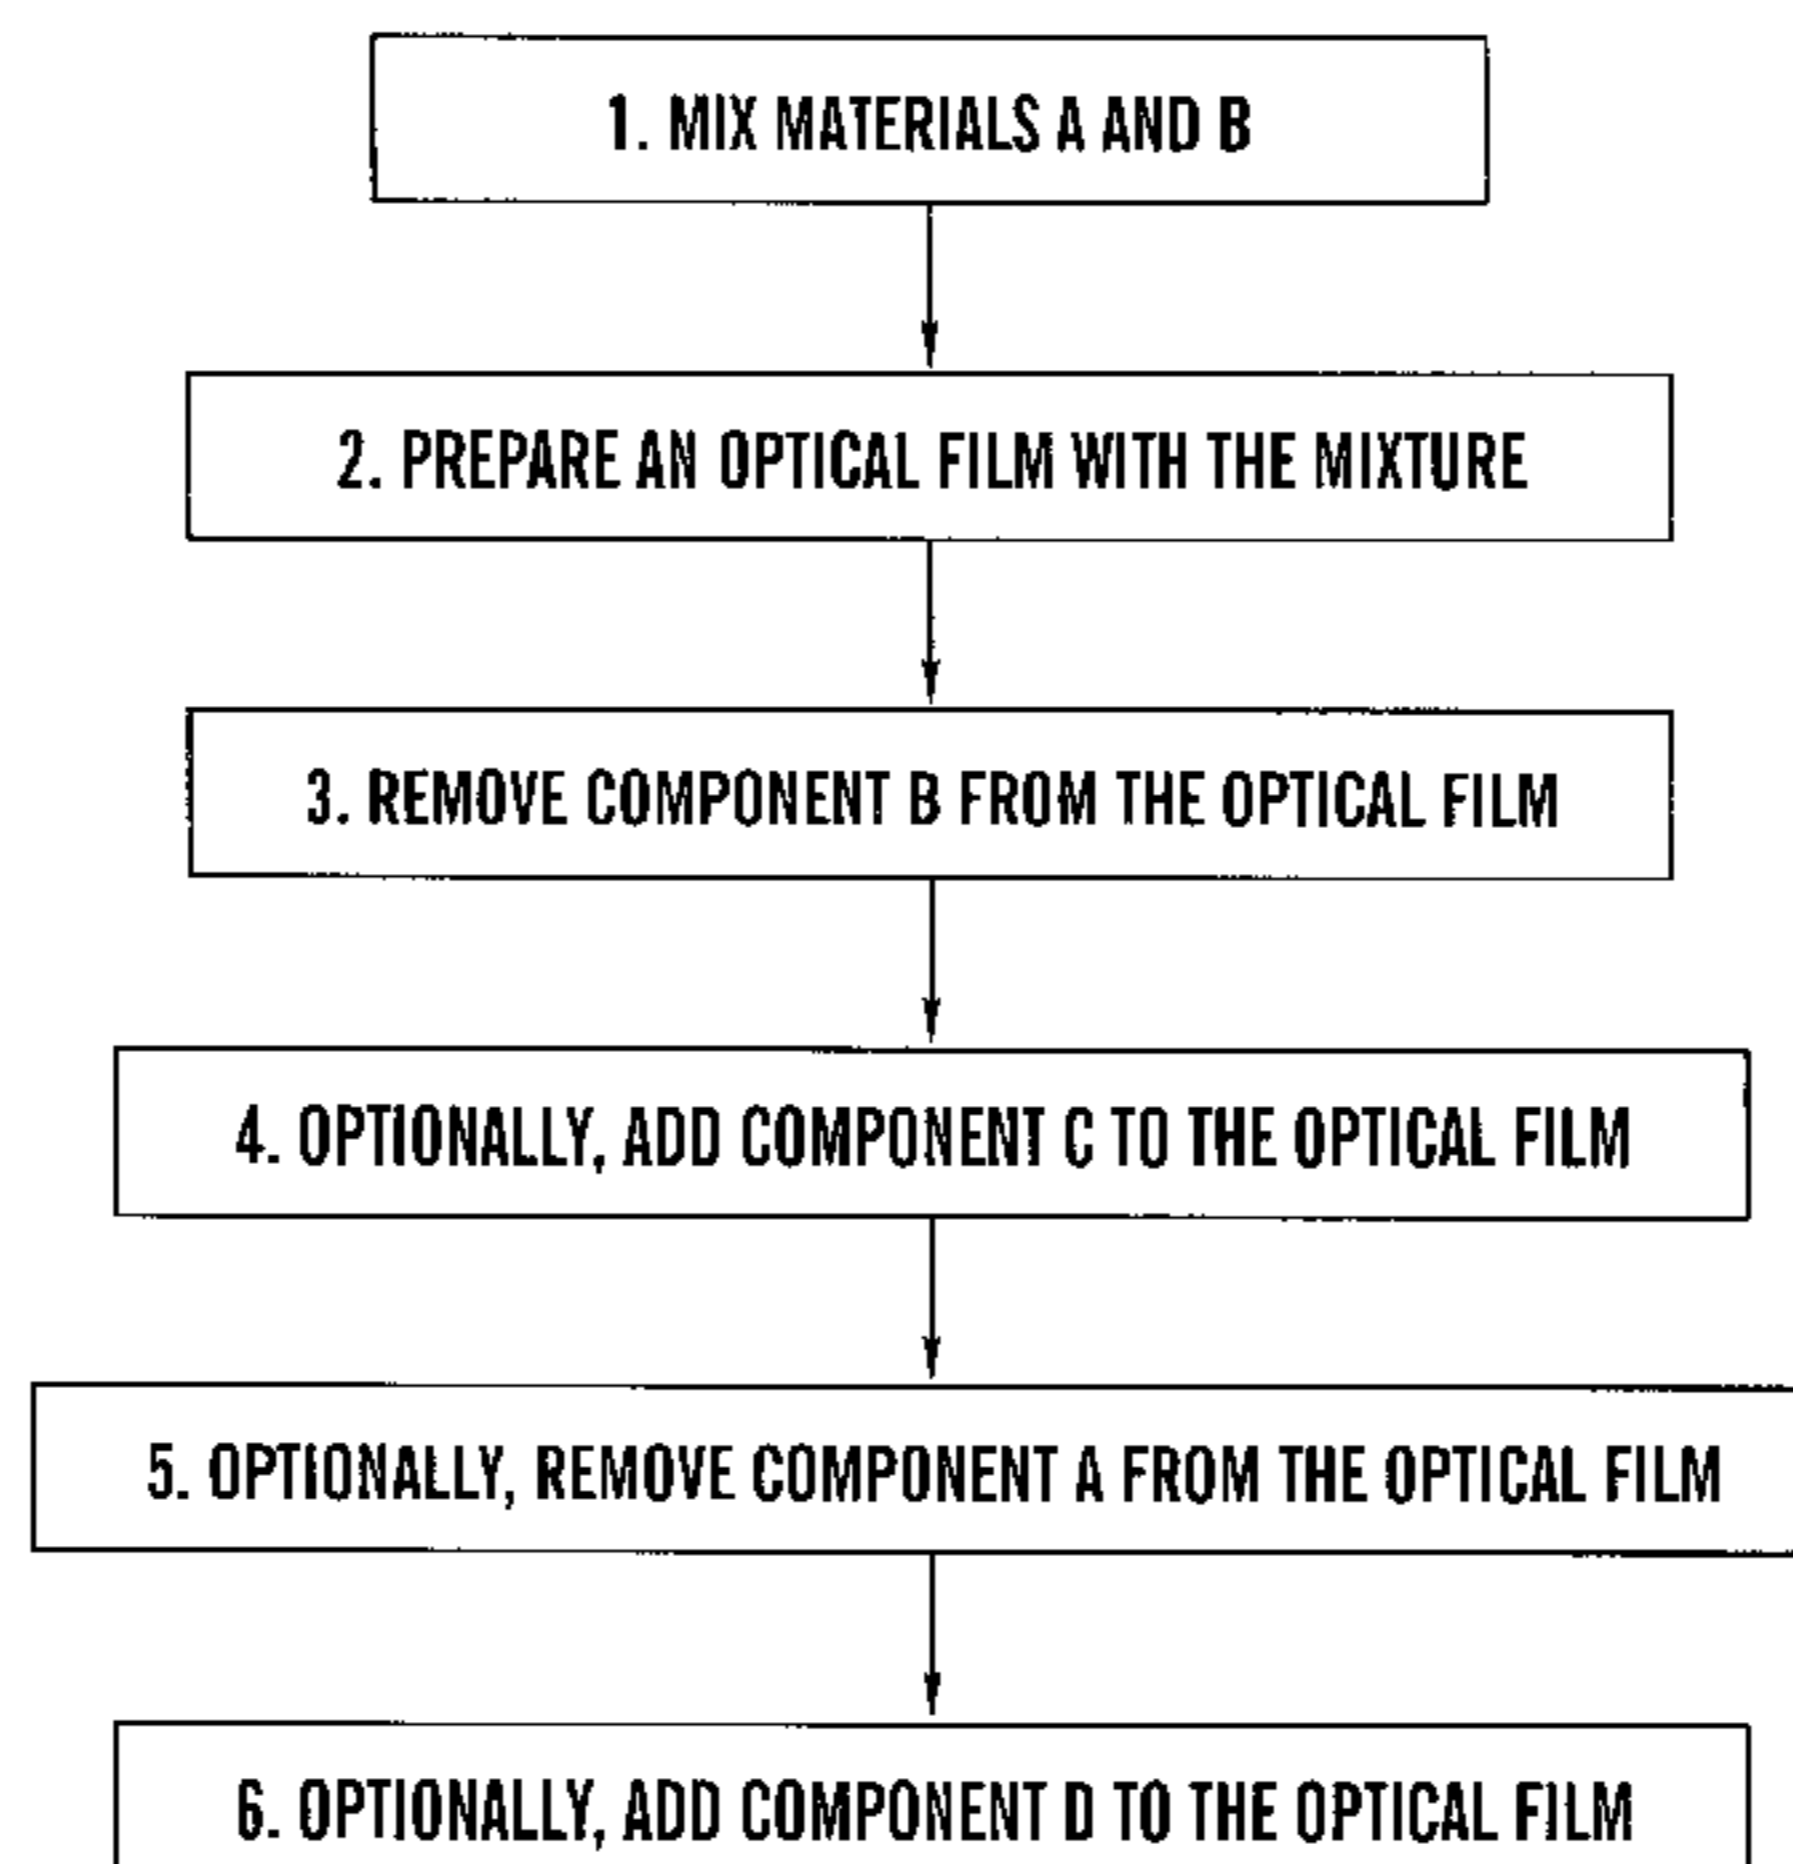 1. MIX MATERIALS A AND B
2. PREPARE AN OPTICAL FILM WITH THE MIXTURE
3. REMOVE COMPONENT B FROM THE OPTICAL FILM
4. OPTIONALLY, ADD COMPONENT C TO THE OPTICAL FILM
5. OPTIONALLY, REMOVE COMPONENT A FROM THE OPTICAL FILM
6. OPTIONALLY, ADD COMPONENT D TO THE OPTICAL FILM